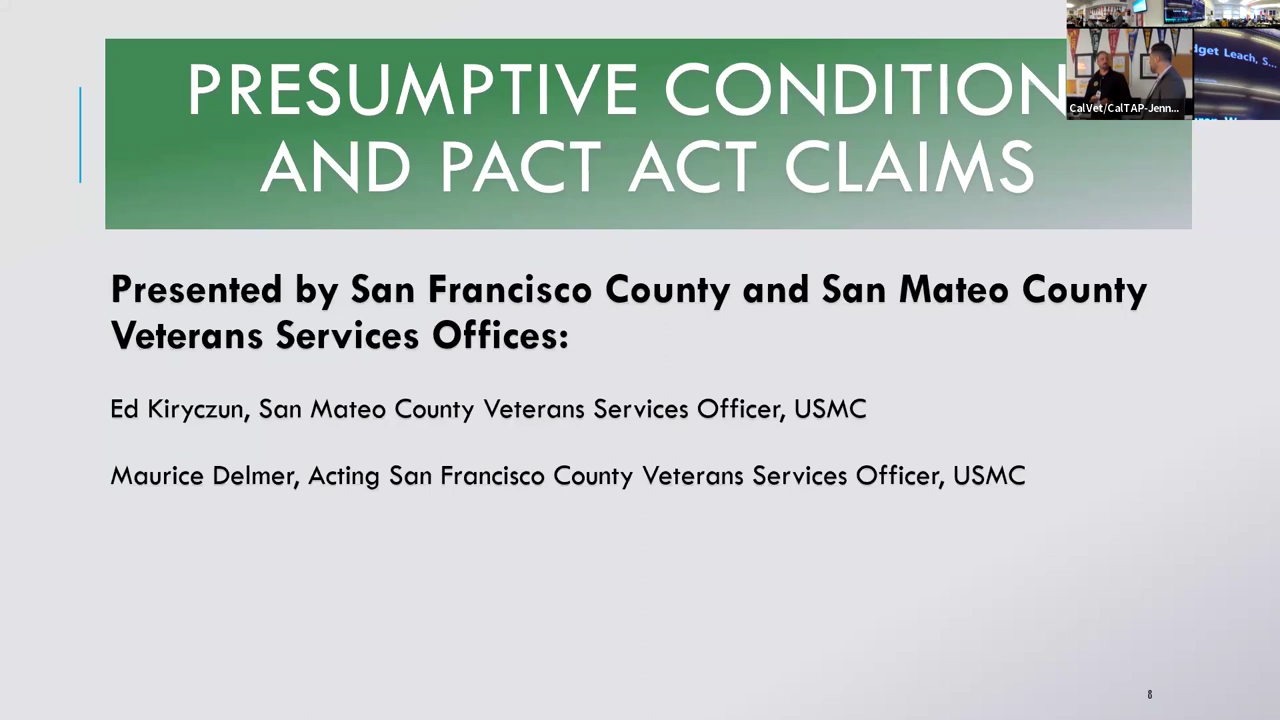 PRESUMPTIVE CONDITION
AND PACT ACT CLAIMS
CalVet/CalTAP-Jenn...
dget Leach, S...
Presented by San Francisco County and San Mateo County
Veterans Services Offices:
Ed Kiryczun, San Mateo County Veterans Services Officer, USMC
Maurice Delmer, Acting San Francisco County Veterans Services Officer, USMC
8